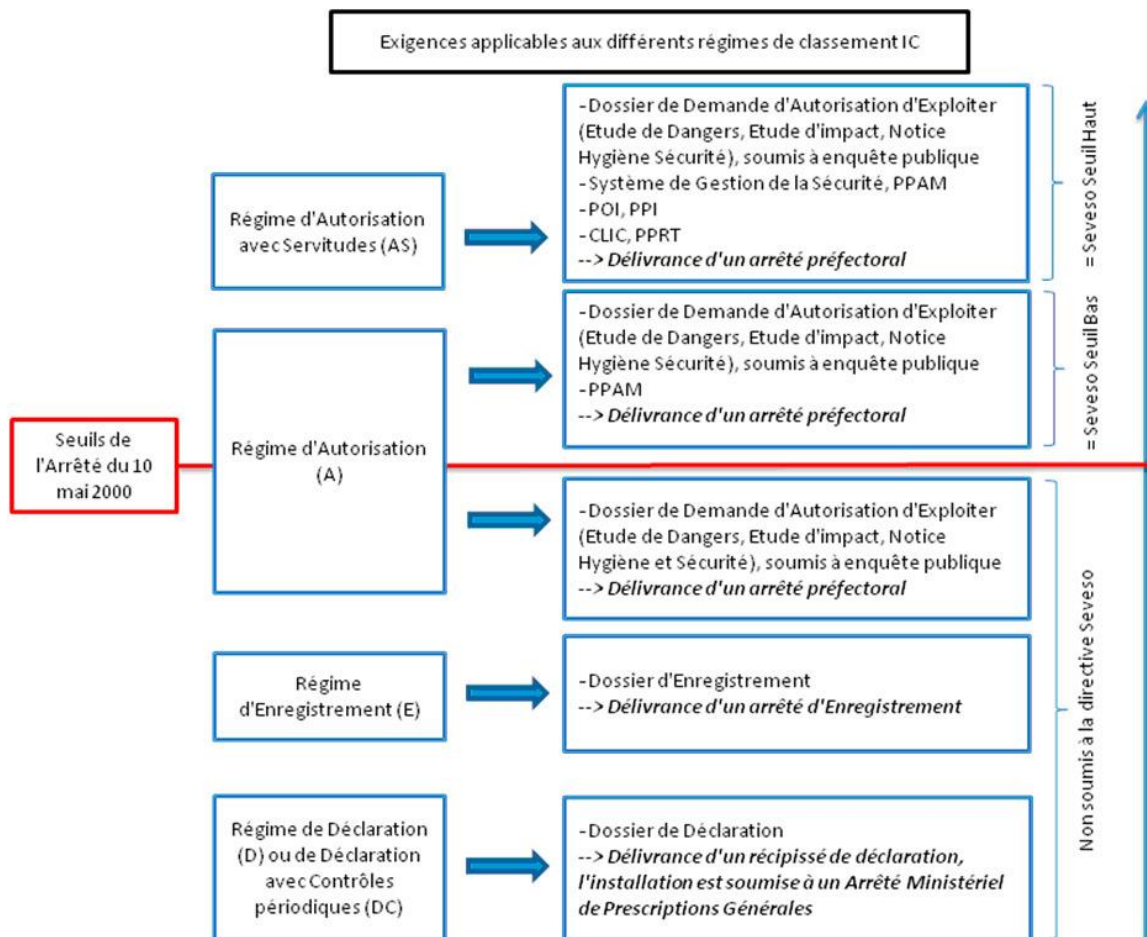 Exigences applicables aux différents régimes de classement IC
Régime d'Autorisation
avec Servitudes (AS)
-Dossier de Demande d'Autorisation d'Exploiter
(Etude de Dangers, Etude d'impact, Notice
Hygiène Sécurité), soumis à enquête publique
-Système de Gestion de la Sécurité, PPAM
-POI, PPI
-CLIC, PPRT
--> Délivrance d'un arrêté préfectoral
= Seveso Seuil Haut
Seuils de
l'Arrêté du 10
mai 2000
Régime d'Autorisation
(A)
-Dossier de Demande d'Autorisation d'Exploiter
(Etude de Dangers, Etude d'impact, Notice
Hygiène Sécurité), soumis à enquête publique
-PPAM
--> Délivrance d'un arrêté préfectoral
= Seveso Seuil Bas
-Dossier de Demande d'Autorisation d'Exploiter
(Etude de Dangers, Etude d'impact, Notice
Hygiène et Sécurité), soumis à enquête publique
--> Délivrance d'un arrêté préfectoral
Régime
d'Enregistrement (E)
-Dossier d'Enregistrement
--> Délivrance d'un arrêté d'Enregistrement
Non soumis à la directive Seveso
Régime de Déclaration
(D) ou de Déclaration
avec Contrôles
périodiques (DC)
-Dossier de Déclaration
--> Délivrance d'un récipissé de déclaration,
l'installation est soumise à un Arrêté Ministériel
de Prescriptions Générales